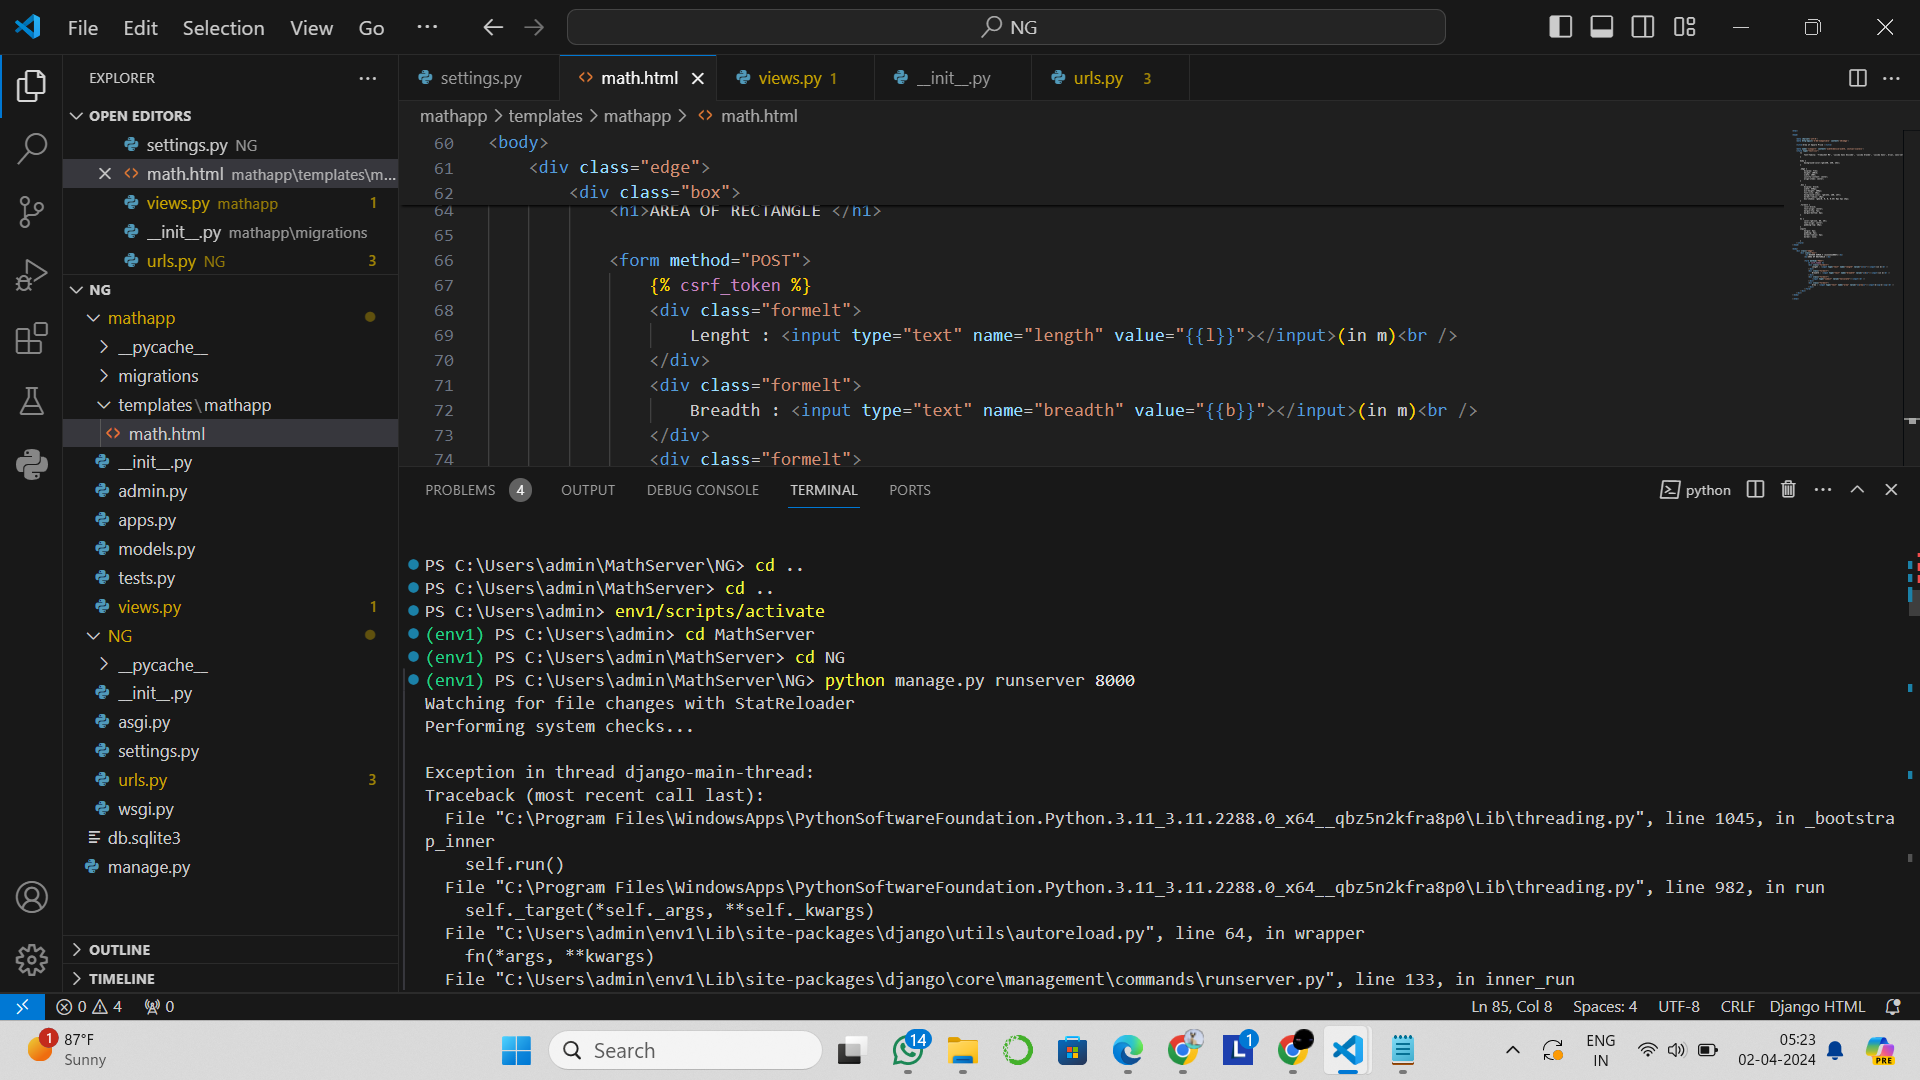 File Edit Selection View Go ... NG
EXPLORER ...
OPEN EDITORS
settings.py NG
math.html mathapp\templates\m...
views.py mathapp 1
__init__.py mathapp\migrations
urls.py NG 3
NG
mathapp
__pycache__
migrations
templates\mathapp
math.html
__init__.py
admin.py
apps.py
models.py
tests.py
views.py 1
NG
__pycache__
__init__.py
asgi.py
settings.py
urls.py 3
wsgi.py
db.sqlite3
manage.py
OUTLINE
TIMELINE
settings.py math.html views.py 1 __init__.py urls.py 3
mathapp > templates > mathapp > math.html
60 <body>
61 <div class="edge">
62 <div class="box">
64 <h1>AREA OF RECTANGLE </h1>
65
66 <form method="POST">
67 {% csrf_token %}
68 <div class="formelt">
69 Lenght : <input type="text" name="length" value="{{l}}"></input>(in m)<br />
70 </div>
71 <div class="formelt">
72 Breadth : <input type="text" name="breadth" value="{{b}}"></input>(in m)<br />
73 </div>
74 <div class="formelt">
PROBLEMS 4 OUTPUT DEBUG CONSOLE TERMINAL PORTS python
PS C:\Users\admin\MathServer\NG> cd ..
PS C:\Users\admin\MathServer> cd ..
PS C:\Users\admin> env1/scripts/activate
(env1) PS C:\Users\admin> cd MathServer
(env1) PS C:\Users\admin\MathServer> cd NG
(env1) PS C:\Users\admin\MathServer\NG> python manage.py runserver 8000
Watching for file changes with StatReloader
Performing system checks...
Exception in thread django-main-thread:
Traceback (most recent call last):
File "C:\Program Files\WindowsApps\PythonSoftwareFoundation.Python.3.11_3.11.2288.0_x64__qbz5n2kfra8p0\Lib\threading.py", line 1045, in _bootstra
p_inner
self.run()
File "C:\Program Files\WindowsApps\PythonSoftwareFoundation.Python.3.11_3.11.2288.0_x64__qbz5n2kfra8p0\Lib\threading.py", line 982, in run
self._target(*self._args, **self._kwargs)
File "C:\Users\admin\env1\Lib\site-packages\django\utils\autoreload.py", line 64, in wrapper
fn(*args, **kwargs)
File "C:\Users\admin\env1\Lib\site-packages\django\core\management\commands\runserver.py", line 133, in inner_run
0 4 0 Ln 85, Col 8 Spaces: 4 UTF-8 CRLF Django HTML
1 87°F
Sunny
Search
14
L 1
ENG
IN
05:23
02-04-2024
PRE